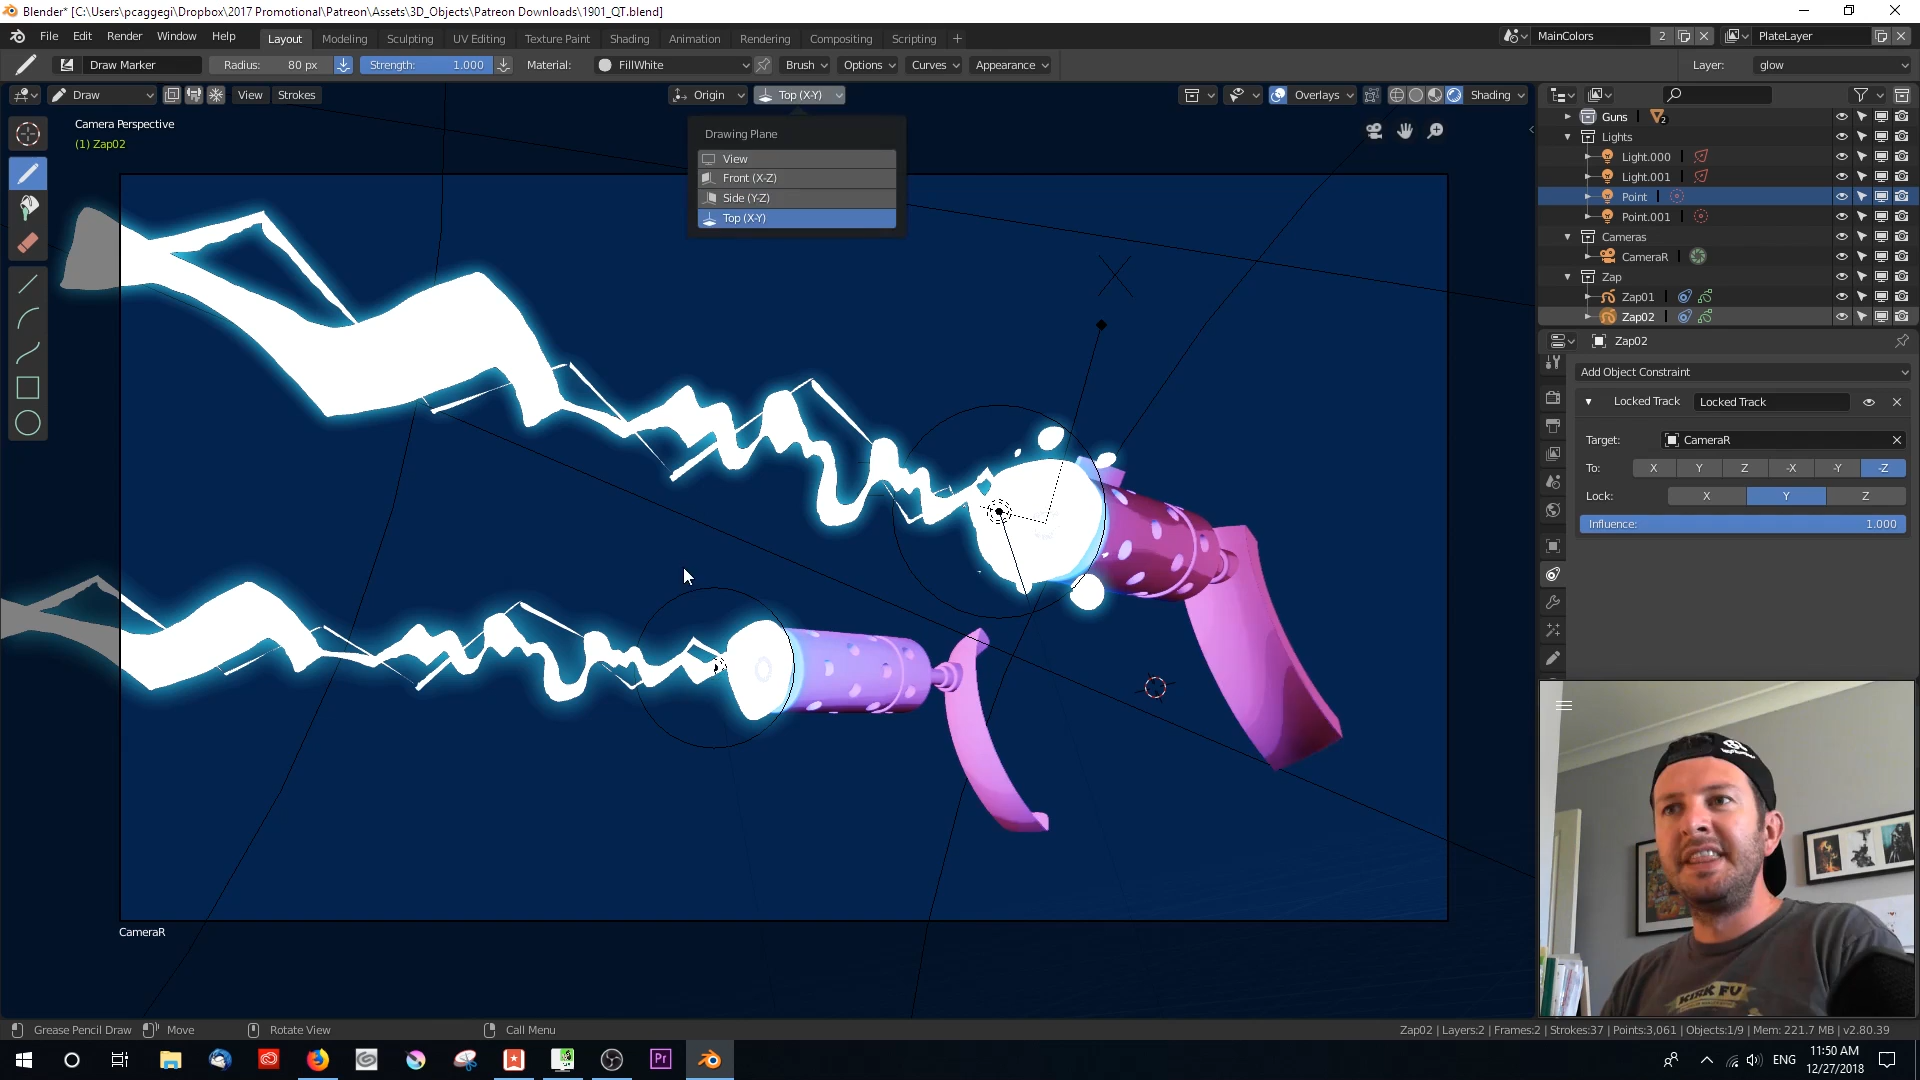 Blender* [C:\Users\pcaggegi\Dropbox\2017 Promotional\Patreon\Assets\3D_Objects\Patreon Downloads\1901_QT.blend]
File Edit Render Window Help Layout Modeling Sculpting UV Editing Texture Paint Shading Animation Rendering Compositing Scripting + MainColors 2 PlateLayer
Draw Marker Radius: 80 px Strength: 1.000 Material: FillWhite Brush Options Curves Appearance Layer: glow
Draw View Strokes Origin Top (X-Y) Overlays Shading
Camera Perspective
(1) Zap02
Drawing Plane
View
Front (X-Z)
Side (Y-Z)
Top (X-Y)
Guns 2
Lights
Light.000
Light.001
Point
Point.001
Cameras
CameraR
Zap
Zap01
Zap02
Zap02
Add Object Constraint
Locked Track Locked Track
Target: CameraR
To: X Y Z -X -Y -Z
Lock: X Y Z
Influence: 1.000
CameraR
KIRK FU
Grease Pencil Draw Move Rotate View Call Menu Zap02 | Layers:2 | Frames:2 | Strokes:37 | Points:3,061 | Objects:1/9 | Mem: 221.7 MB | v2.80.39
Pr
ENG
11:50 AM
12/27/2018